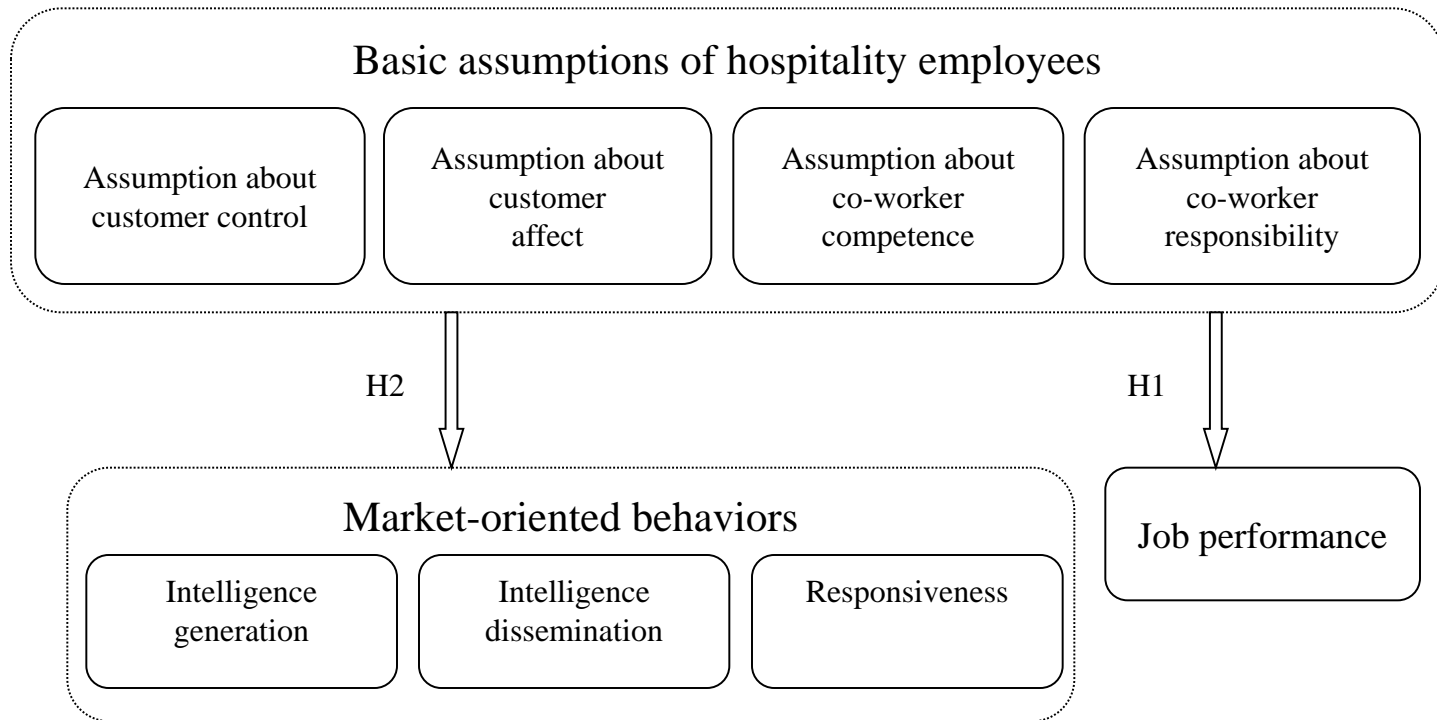 Basic assumptions of hospitality employees
Assumption about
customer control
Assumption about
customer
affect
Assumption about
co-worker
competence
Assumption about
co-worker
responsibility
H2
H1
Market-oriented behaviors
Intelligence
generation
Intelligence
dissemination
Responsiveness
Job performance